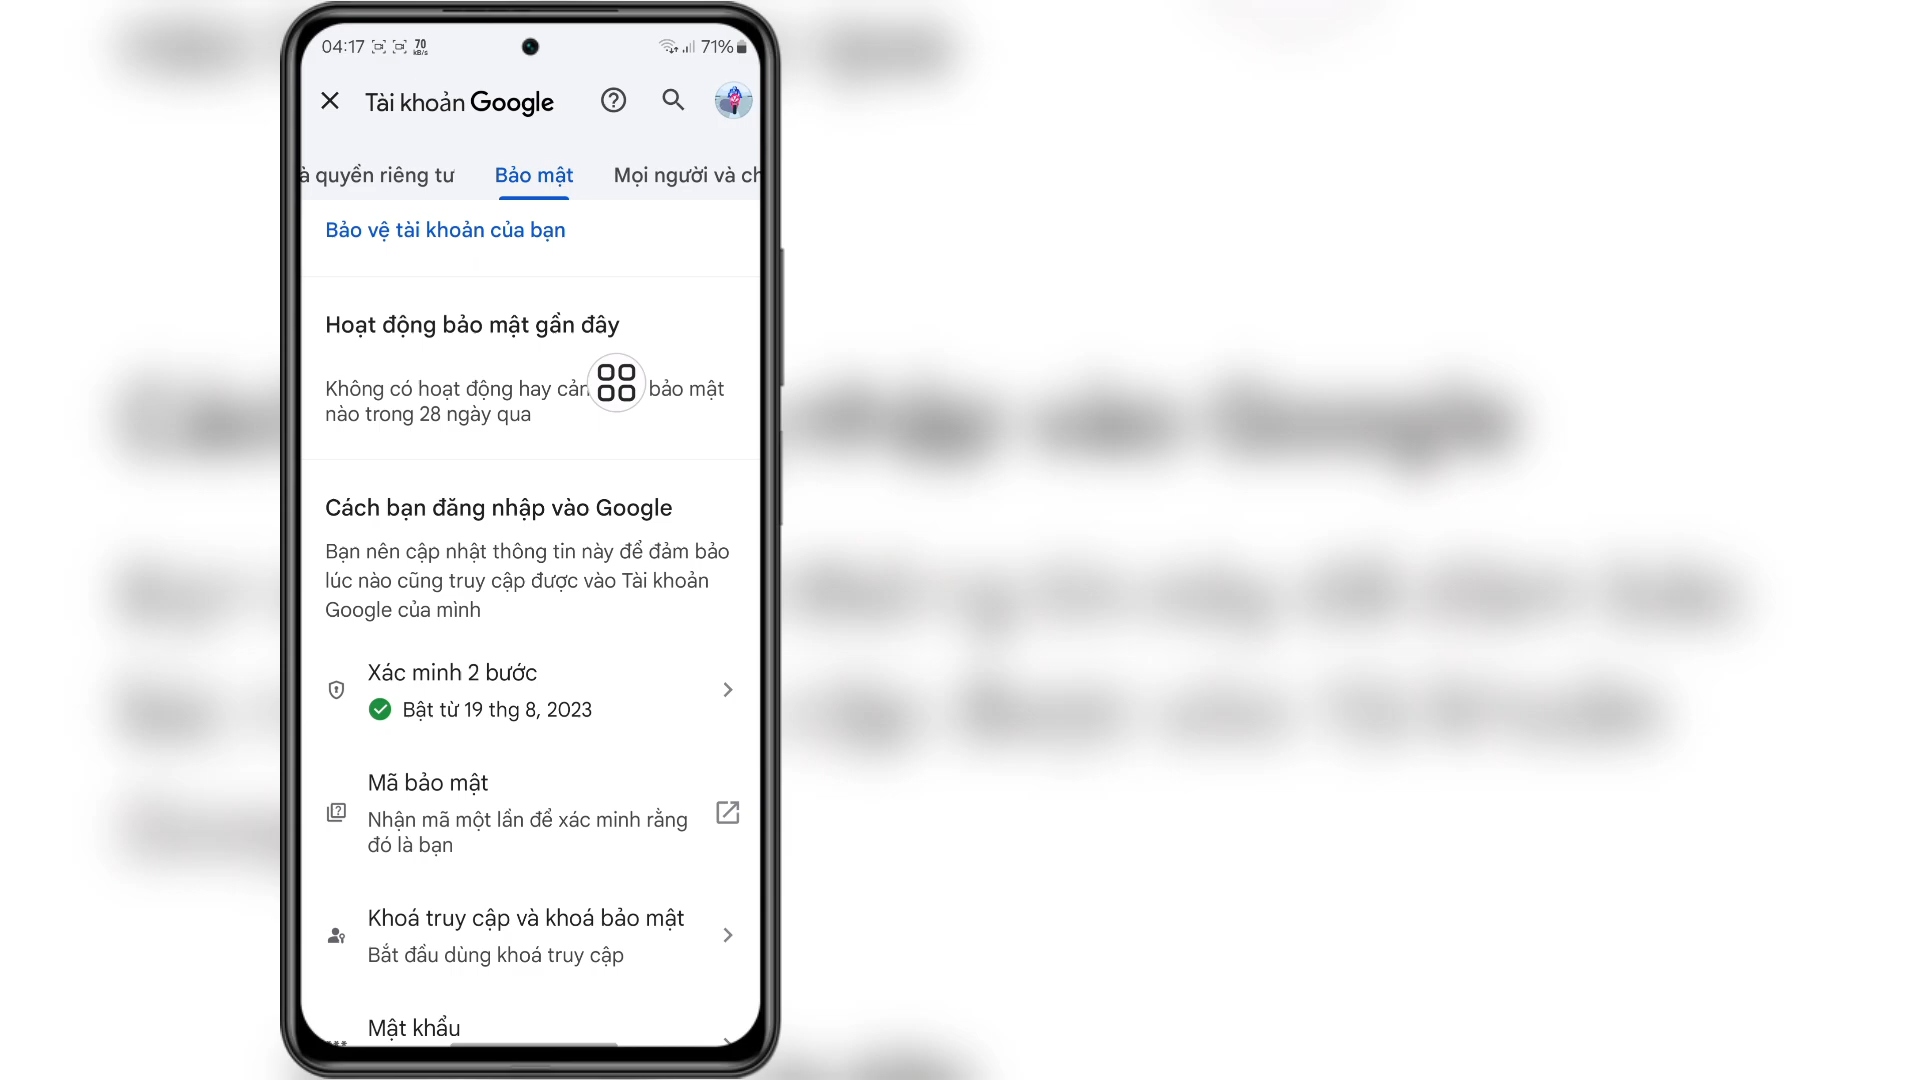 04:17 70 KB/s 71%
Tài khoản Google
à quyền riêng tư Bảo mật Mọi người và ch
Bảo vệ tài khoản của bạn
Hoạt động bảo mật gần đây
Không có hoạt động hay cản bảo mật
nào trong 28 ngày qua
Cách bạn đăng nhập vào Google
Bạn nên cập nhật thông tin này để đảm bảo
lúc nào cũng truy cập được vào Tài khoản
Google của mình
Xác minh 2 bước
Bật từ 19 thg 8, 2023
Mã bảo mật
Nhận mã một lần để xác minh rằng
đó là bạn
Khoá truy cập và khoá bảo mật
Bắt đầu dùng khoá truy cập
Mật khẩu